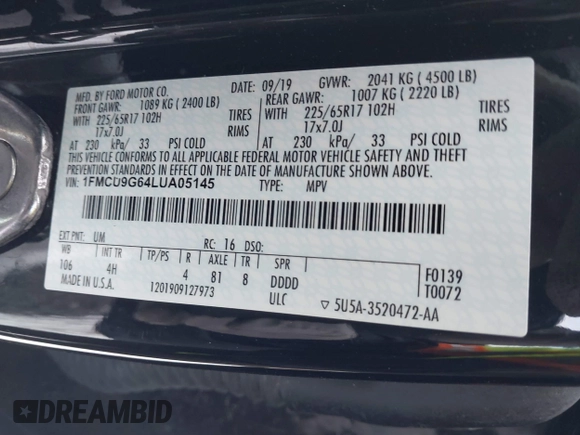 MFD. BY FORD MOTOR CO.
DATE: 09/19 GVWR: 2041 KG ( 4500 LB)
FRONT GAWR: 1089 KG ( 2400 LB) REAR GAWR: 1007 KG ( 2220 LB)
WITH 225/65R17 102H TIRES WITH 225/65R17 102H TIRES
17x7.0J RIMS 17x7.0J RIMS
AT 230 kPa/ 33 PSI COLD AT 230 kPa/ 33 PSI COLD
THIS VEHICLE CONFORMS TO ALL APPLICABLE FEDERAL MOTOR VEHICLE SAFETY AND THEFT
PREVENTION STANDARDS IN EFFECT ON THE DATE OF MANUFACTURE SHOWN ABOVE.
VIN: 1FMCU9G64LUA05145 TYPE: MPV
EXT PNT: UM RC: 16 DSO:
WB INT TR TP/PS R AXLE TR SPR
106 4H 4 81 8 DDDD F0139
MADE IN U.S.A. ULC T0072
1201909127973
▽ 5U5A-3520472-AA
DREAMBID